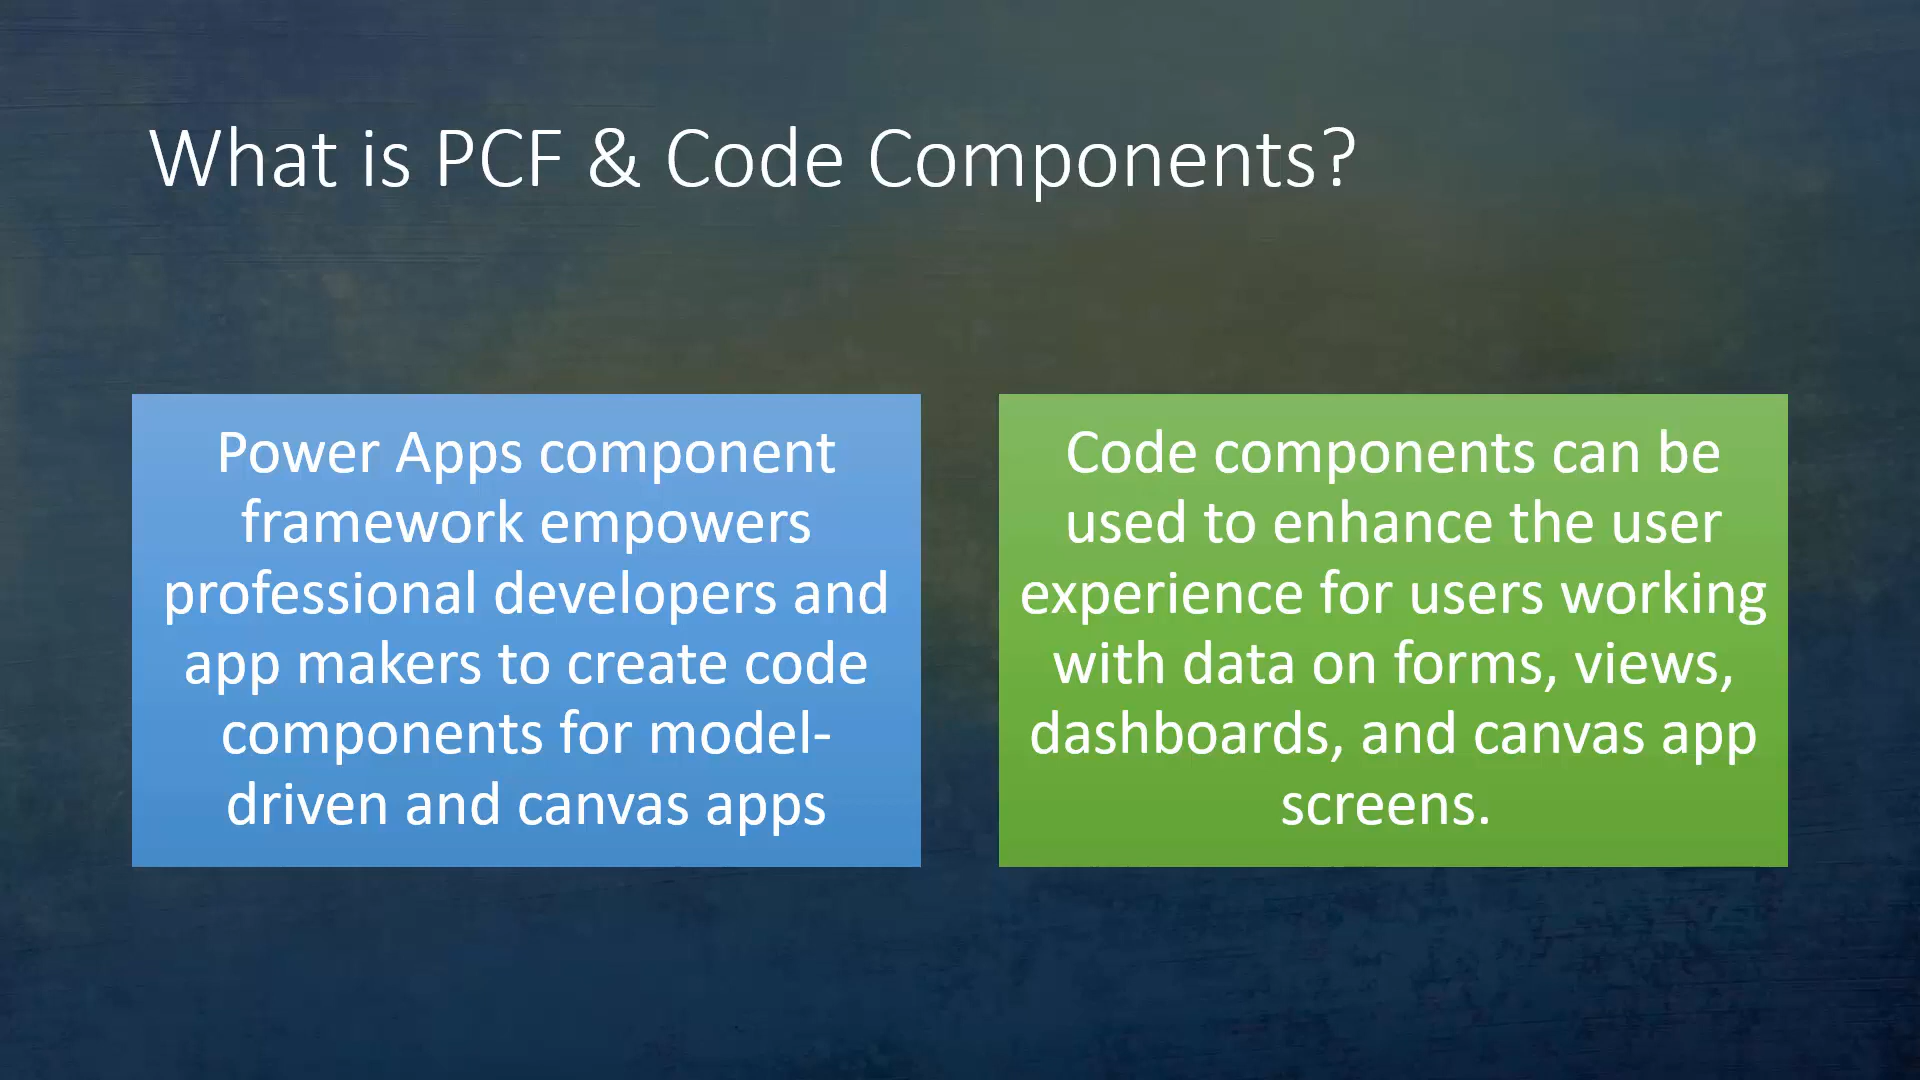 What is PCF & Code Components?
Power Apps component
framework empowers
professional developers and
app makers to create code
components for model-
driven and canvas apps
Code components can be
used to enhance the user
experience for users working
with data on forms, views,
dashboards, and canvas app
screens.